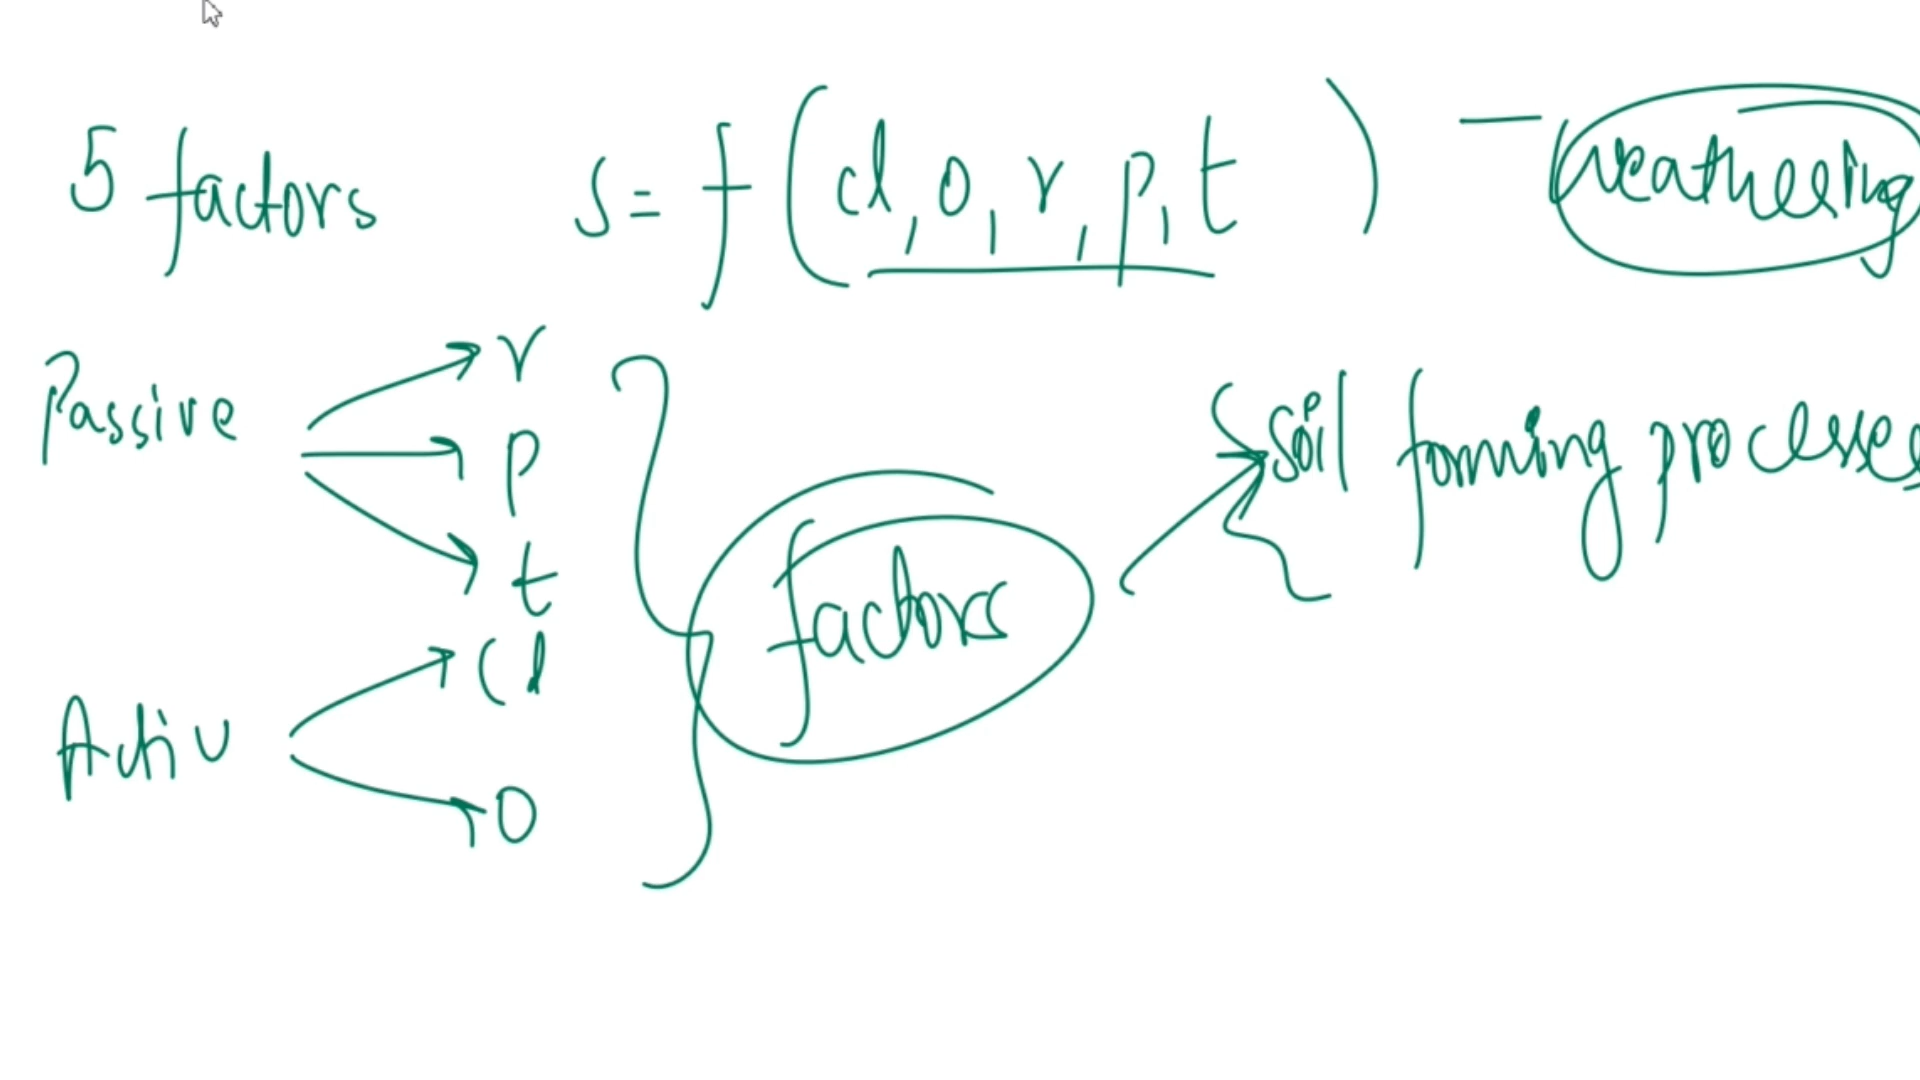 5 factors s = f (cl, o, r, p, t) - weathering
Passive r
p
t
soil forming processes
factors
Activ cl
o